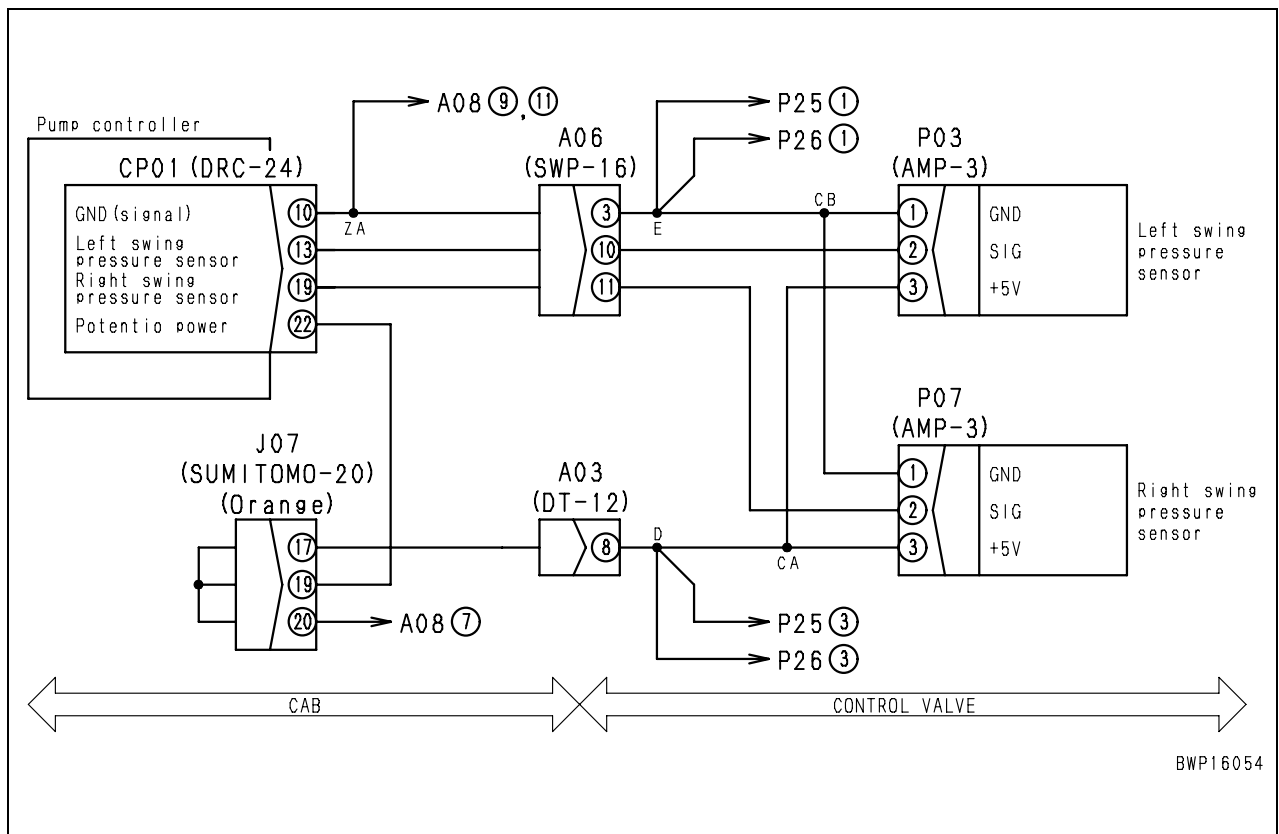 A08 ⑨,⑪
P25 ①
Pump controller
A06
P26 ①
P03
CP01 (DRC-24)
(SWP-16)
(AMP-3)
GND (signal)
⑩
ZA
③
E
CB
①
GND
Left swing
pressure sensor
⑬
⑩
②
SIG
Left swing
pressure
sensor
Right swing
pressure sensor
⑲
⑪
③
+5V
Potentio power
㉒
P07
(AMP-3)
J07
(SUMITOMO-20)
(Orange)
A03
(DT-12)
①
GND
②
SIG
Right swing
pressure
sensor
⑰
⑧
D
CA
③
+5V
⑲
⑳
A08 ⑦
P25 ③
P26 ③
CAB
CONTROL VALVE
BWP16054